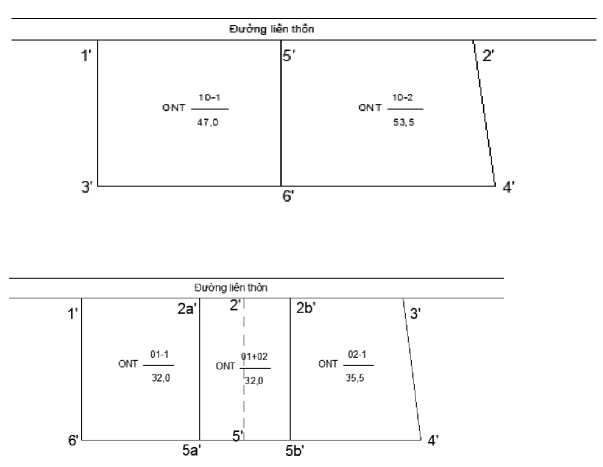 Đường liên thôn
1' 5' 2'
ONT 10-1 ONT 10-2
47,0 53,5
3' 6' 4'
Đường liên thôn
1' 2a' 2' 2b' 3'
ONT 01-1 ONT 01+02 ONT 02-1
32,0 32,0 35,5
6' 5a' 5' 5b' 4'